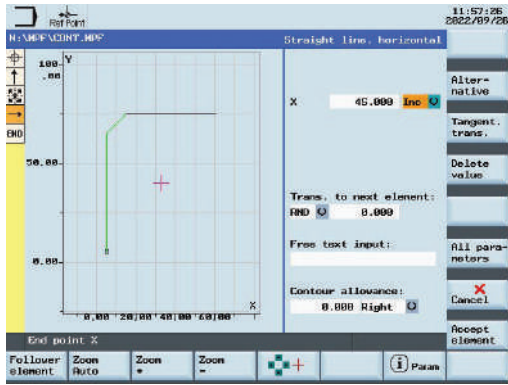 Ref Point
11:57:26
2022/09/26
N:\MPF\CONT.MPF
Straight line, horizontal
Y
100.
.00
50.00
0.00
X
0,00 20,00 40,00 60,00
END
X 45.000 Inc
Trans. to next element:
RND 0.000
Free text input:
Contour allowance:
0.000 Right
End point X
Alter-
native
Tangent.
trans.
Delete
value
All para-
meters
Cancel
Accept
element
Follower
element
Zoom
Auto
Zoom
+
Zoom
-
Param